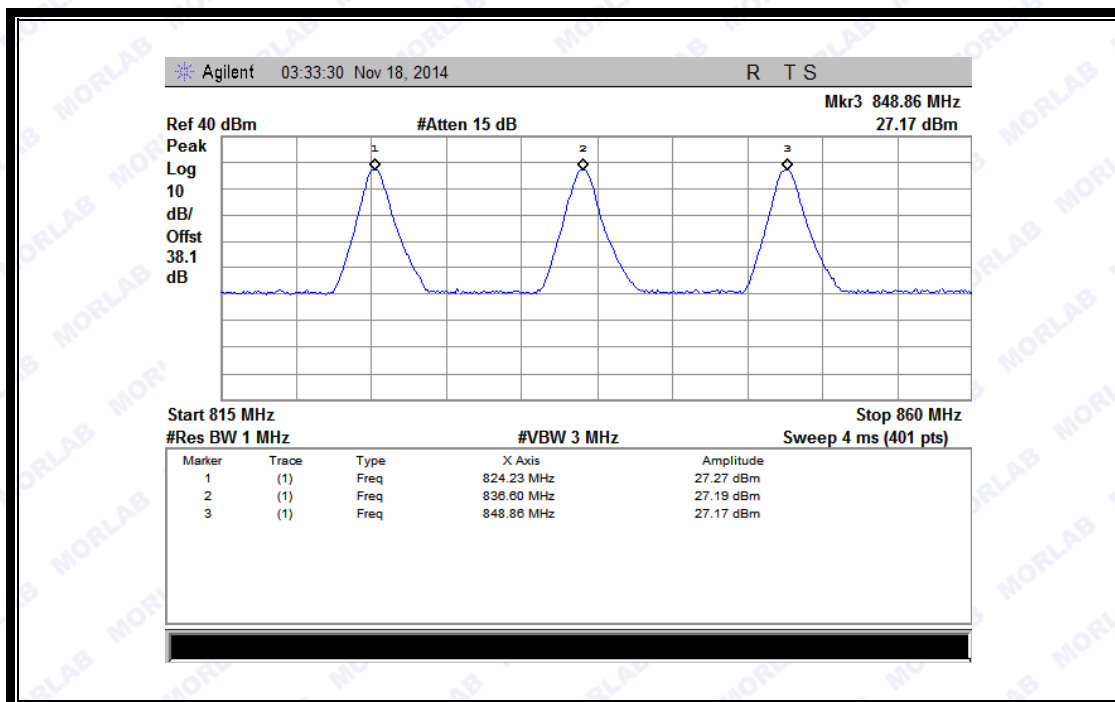 Agilent 03:33:30 Nov 18, 2014 R T S
Mkr3 848.86 MHz
Ref 40 dBm #Atten 15 dB 27.17 dBm
Peak
Log
10
dB/
Offst
38.1
dB
1 2 3
Start 815 MHz Stop 860 MHz
#Res BW 1 MHz #VBW 3 MHz Sweep 4 ms (401 pts)
Marker Trace Type X Axis Amplitude
1 (1) Freq 824.23 MHz 27.27 dBm
2 (1) Freq 836.60 MHz 27.19 dBm
3 (1) Freq 848.86 MHz 27.17 dBm
MORLAB